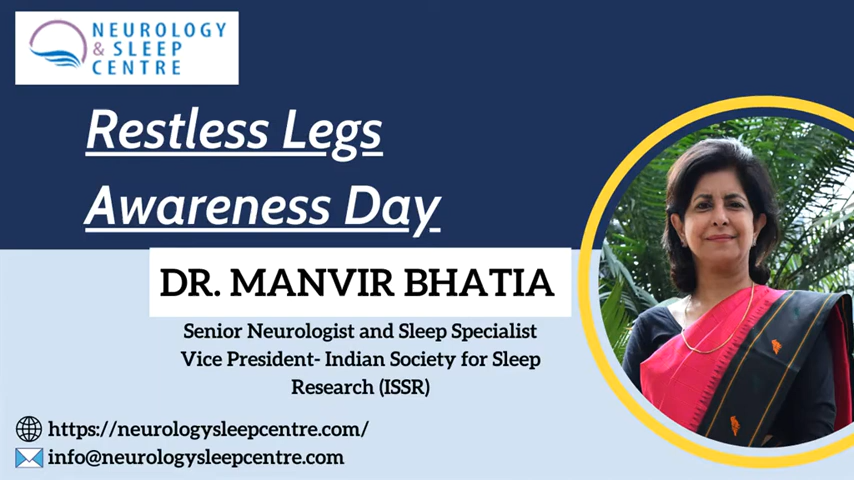 NEUROLOGY
& SLEEP
CENTRE
Restless Legs
Awareness Day
DR. MANVIR BHATIA
Senior Neurologist and Sleep Specialist
Vice President- Indian Society for Sleep
Research (ISSR)
https://neurologysleepcentre.com/
info@neurologysleepcentre.com